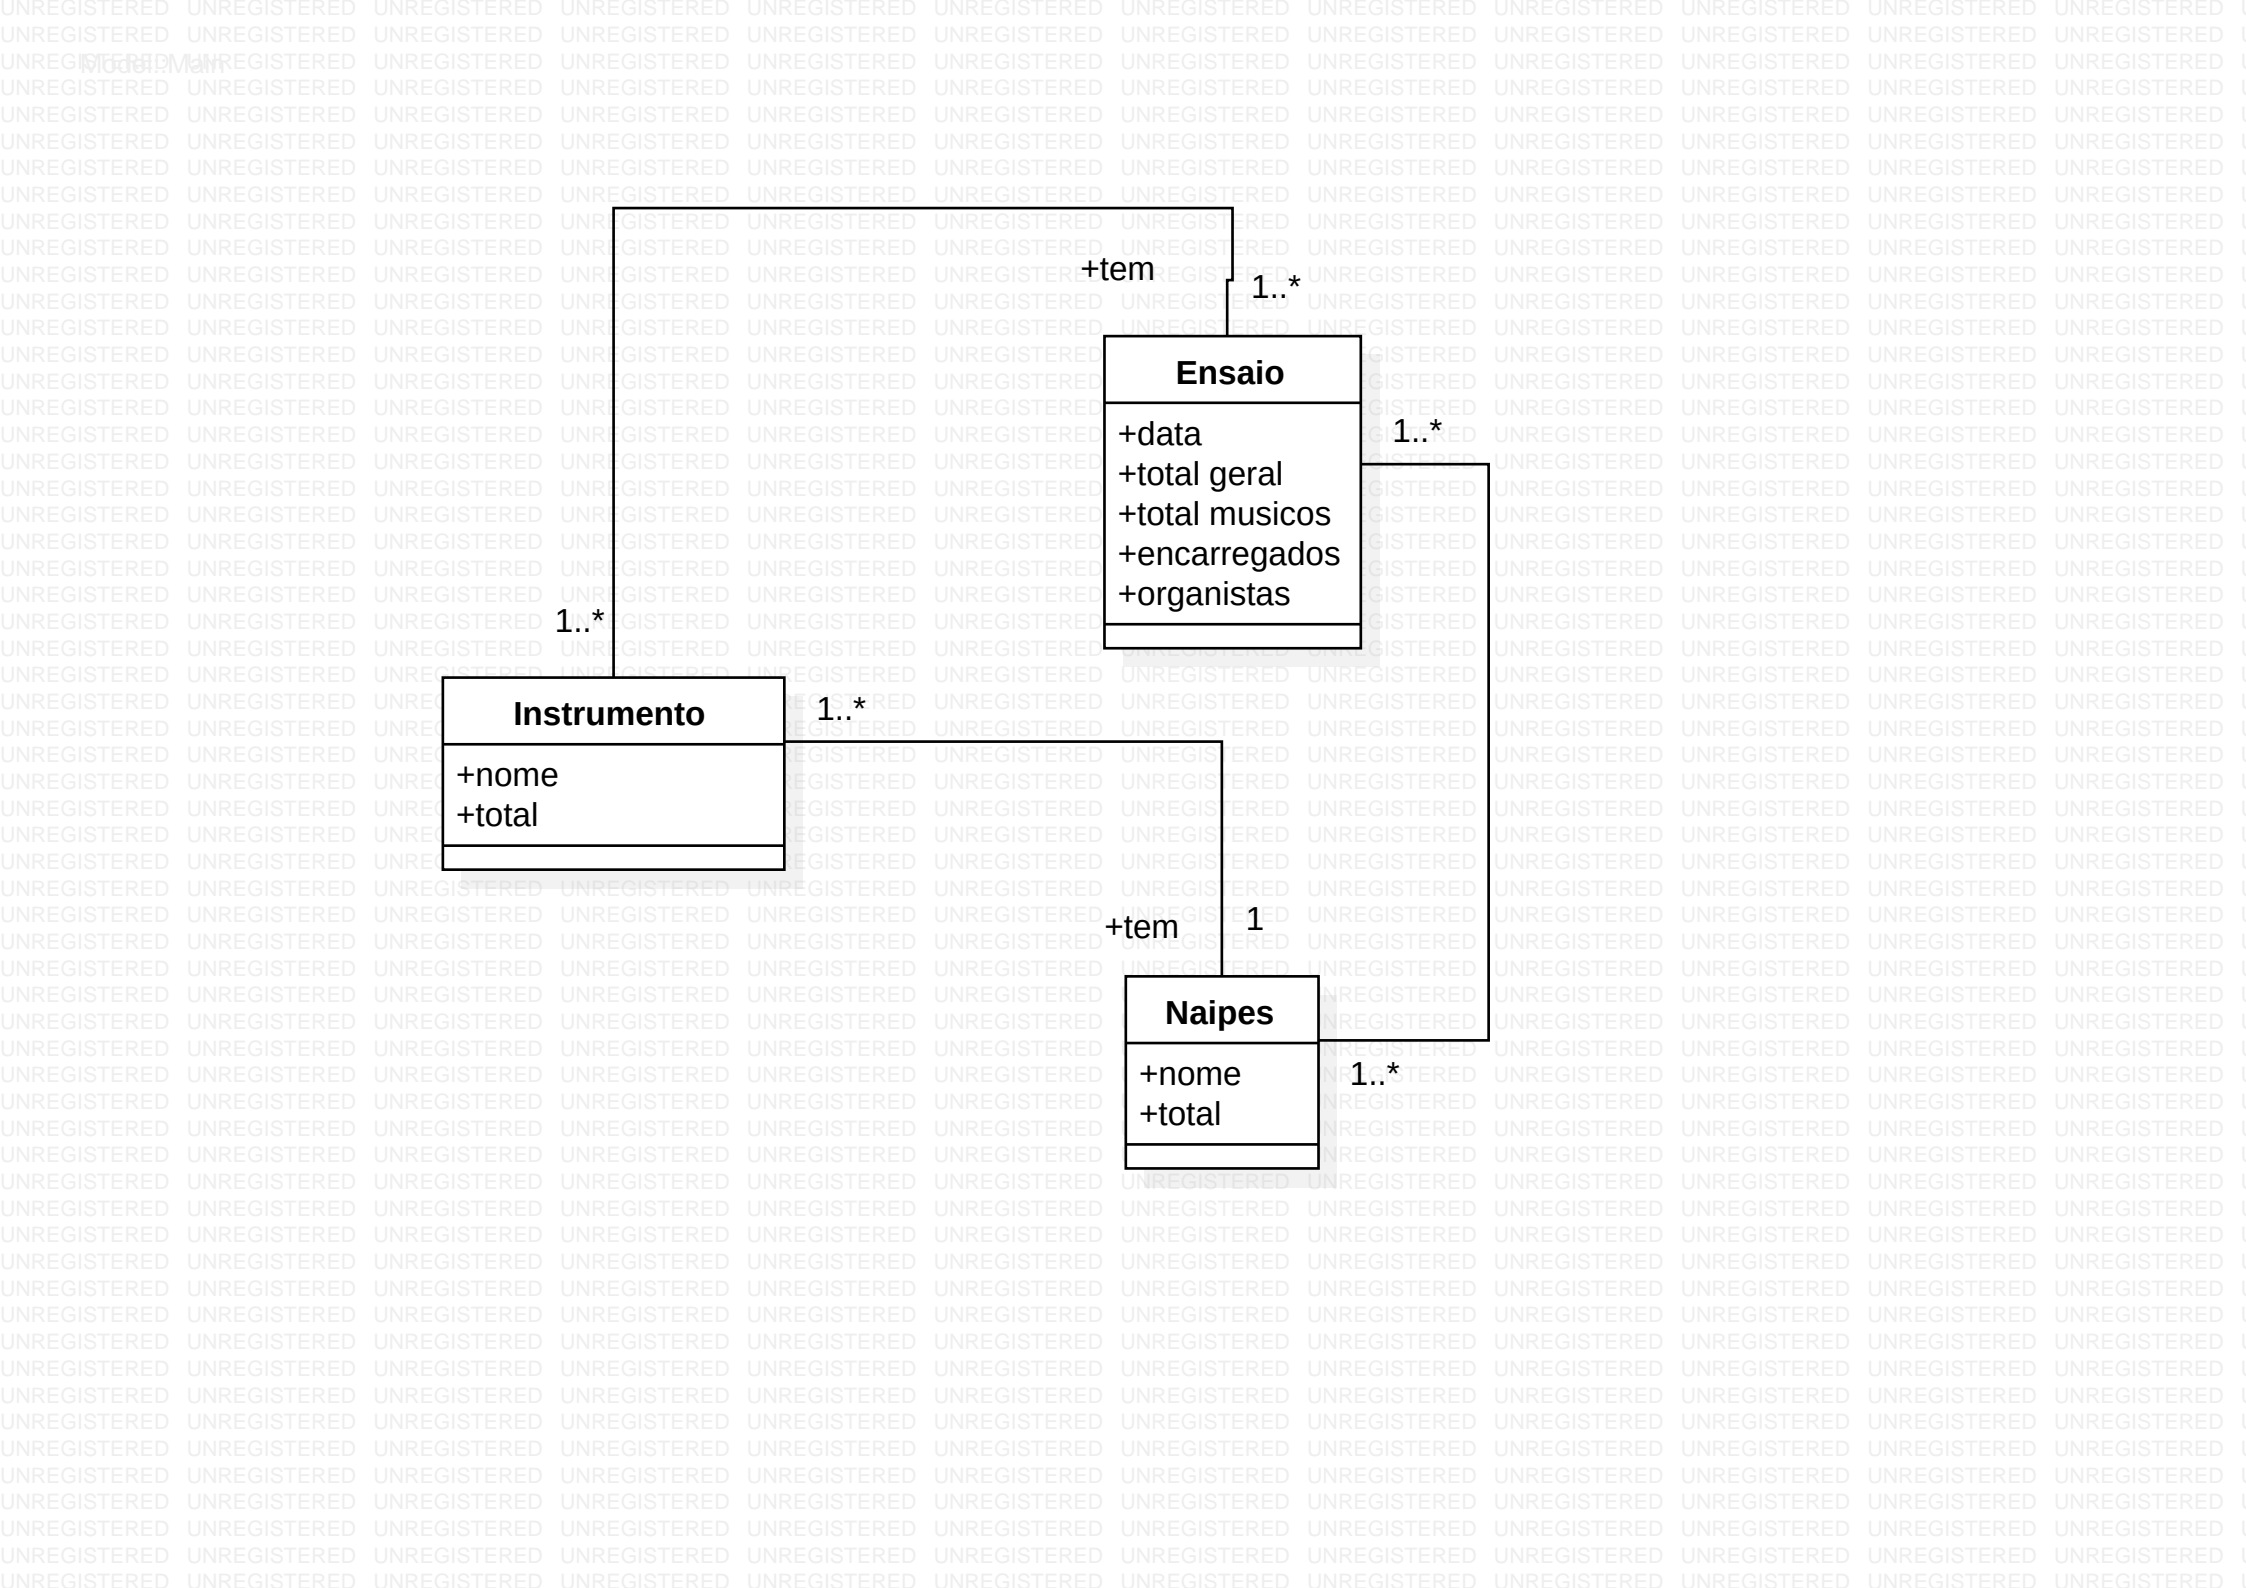 Model::Main
+tem
1..*
Ensaio
+data
+total geral
+total musicos
+encarregados
+organistas
1..*
1..*
Instrumento
+nome
+total
1..*
+tem
1
Naipes
+nome
+total
1..*
UNREGISTERED